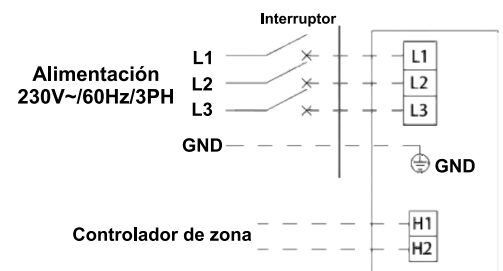 Interruptor
L1 L1
Alimentación
230V~/60Hz/3PH
L2 L2
L3 L3
GND
GND
H1
Controlador de zona
H2